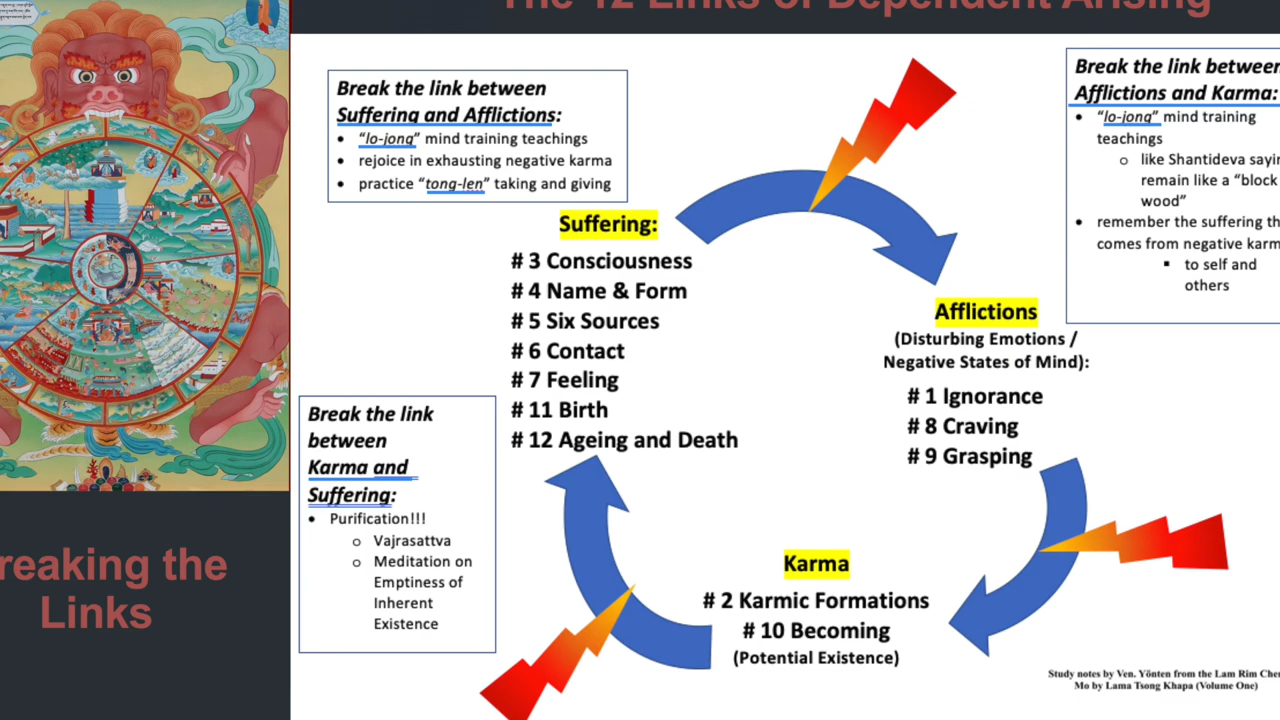 The 12 Links of Dependent Arising
Break the link between
Suffering and Afflictions:
• “lo-jong” mind training teachings
• rejoice in exhausting negative karma
• practice “tong-len” taking and giving
Break the link between
Afflictions and Karma:
• “lo-jong” mind training
teachings
o like Shantideva sayin
remain like a “block
wood”
• remember the suffering th
comes from negative karm
▪ to self and
others
Suffering:
# 3 Consciousness
# 4 Name & Form
# 5 Six Sources
# 6 Contact
# 7 Feeling
# 11 Birth
# 12 Ageing and Death
Afflictions
(Disturbing Emotions /
Negative States of Mind):
# 1 Ignorance
# 8 Craving
# 9 Grasping
Break the link
between
Karma and
Suffering:
• Purification!!!
o Vajrasattva
o Meditation on
Emptiness of
Inherent
Existence
Karma
# 2 Karmic Formations
# 10 Becoming
(Potential Existence)
reaking the
Links
Study notes by Ven. Yönten from the Lam Rim Chen
Mo by Lama Tsong Khapa (Volume One)